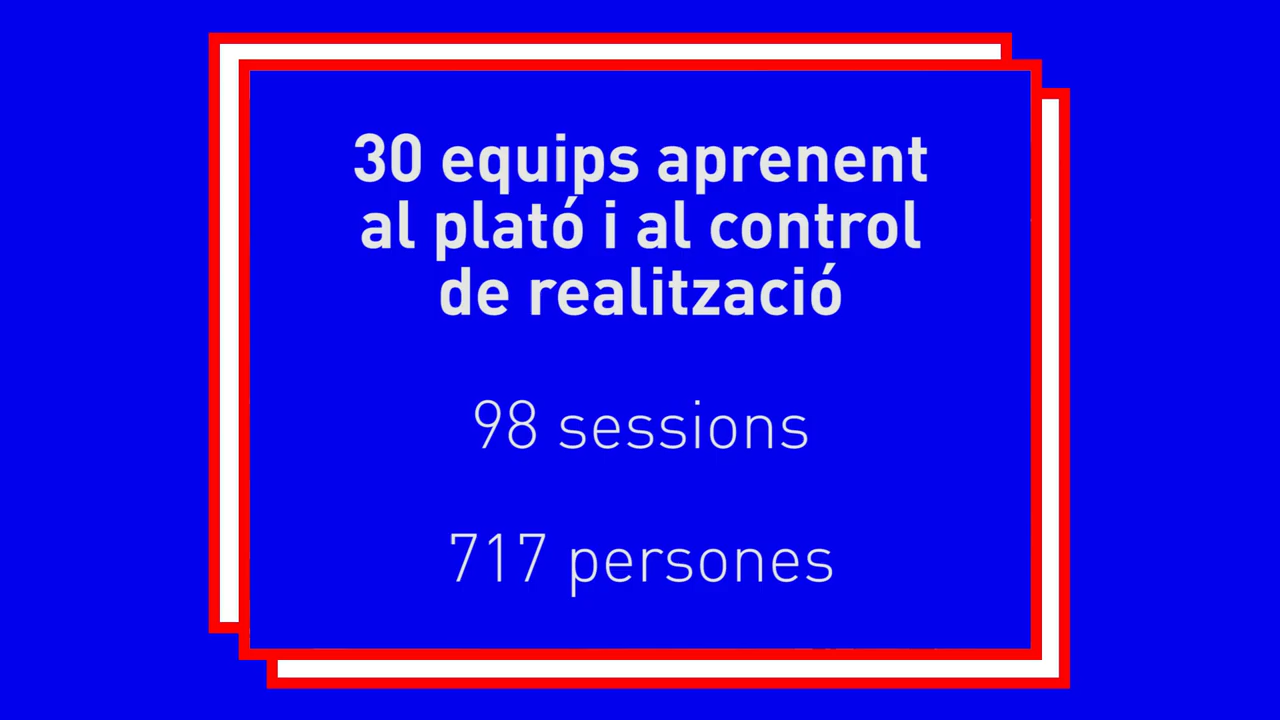 30 equips aprenent
al plató i al control
de realització
98 sessions
717 persones